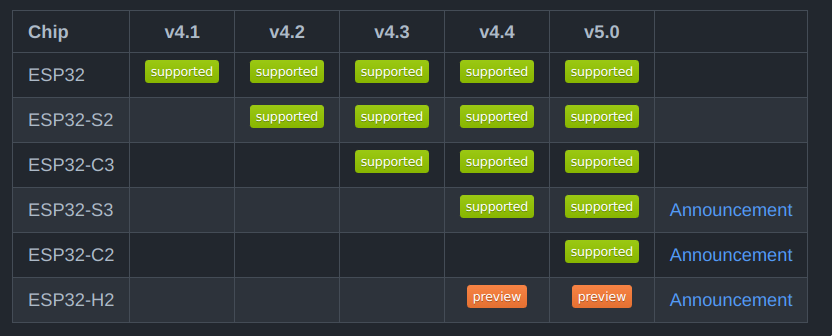 Chip v4.1 v4.2 v4.3 v4.4 v5.0
ESP32 supported supported supported supported supported
ESP32-S2 supported supported supported supported
ESP32-C3 supported supported supported
ESP32-S3 supported supported Announcement
ESP32-C2 supported Announcement
ESP32-H2 preview preview Announcement